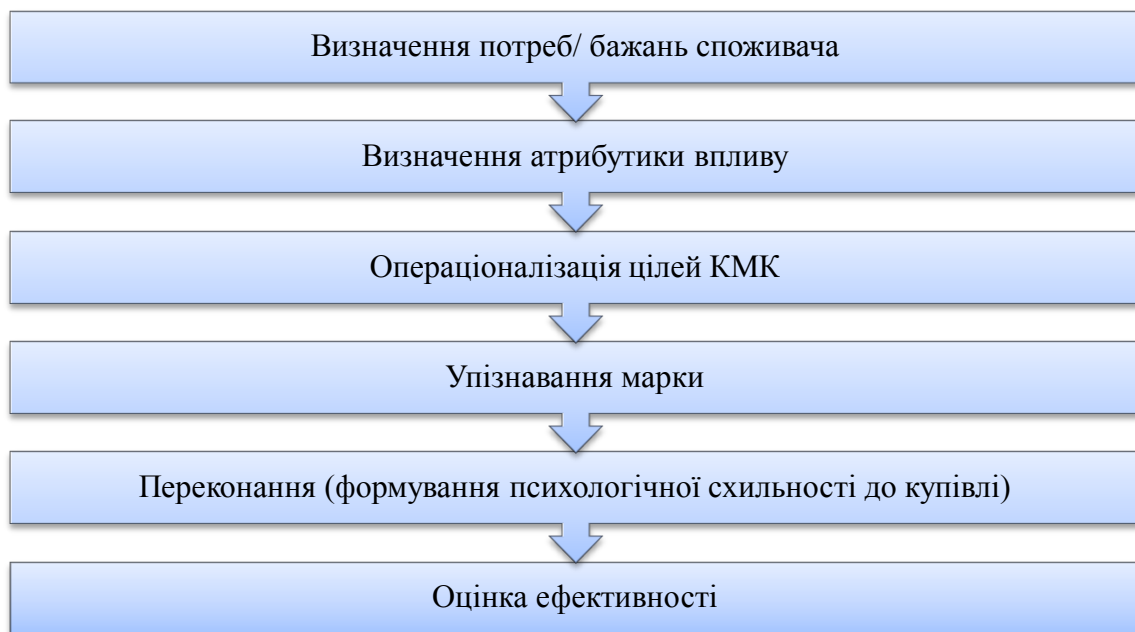 Визначення потреб/ бажань споживача
Визначення атрибутики впливу
Операціоналізація цілей КМК
Упізнавання марки
Переконання (формування психологічної схильності до купівлі)
Оцінка ефективності